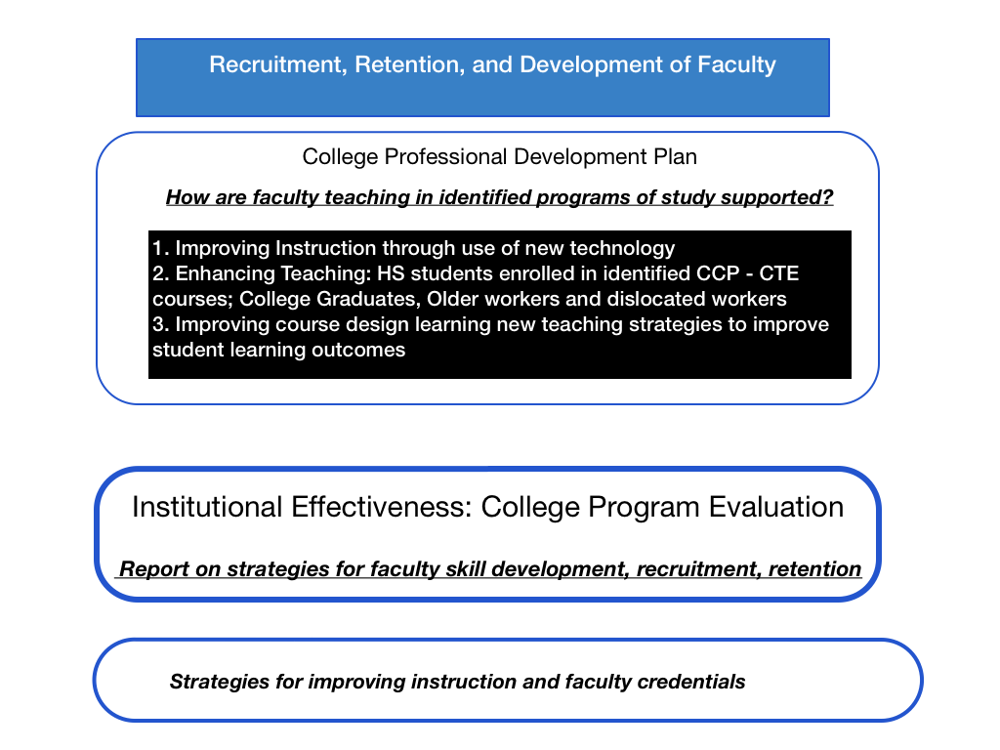 Recruitment, Retention, and Development of Faculty
College Professional Development Plan
How are faculty teaching in identified programs of study supported?
1. Improving Instruction through use of new technology
2. Enhancing Teaching: HS students enrolled in identified CCP - CTE
courses; College Graduates, Older workers and dislocated workers
3. Improving course design learning new teaching strategies to improve
student learning outcomes
Institutional Effectiveness: College Program Evaluation
Report on strategies for faculty skill development, recruitment, retention
Strategies for improving instruction and faculty credentials